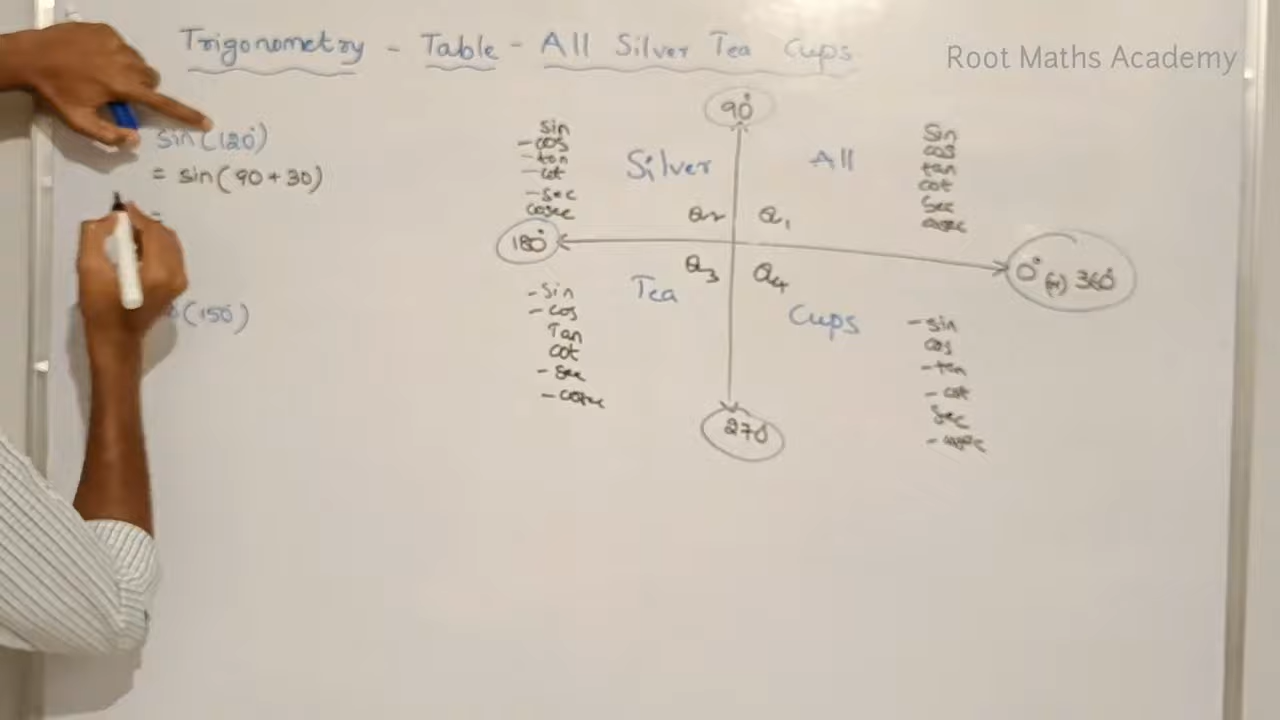 Trigonometry - Table - All Silver Tea Cups
Root Maths Academy
sin(120°)
= sin(90+30)
=
(150°)
90°
Silver
All
Q2
Q1
180°
0° (or) 360°
Q3
Q4
Tea
Cups
270°
sin
-cos
-tan
-cot
-sec
cosec
Sin
cos
tan
cot
Sec
cosec
-Sin
-cos
Tan
cot
-Sec
-cosec
-sin
cos
-tan
-cot
Sec
-cosec